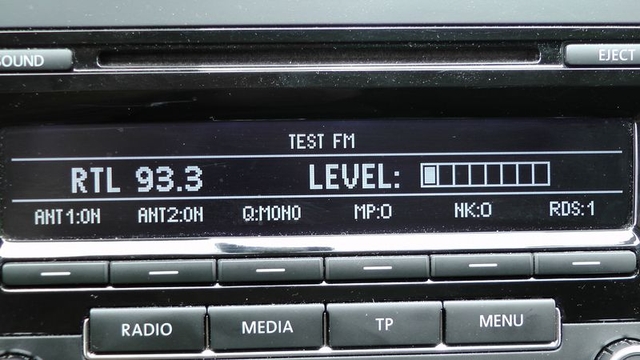 SOUND EJECT
TEST FM
RTL 93.3 LEVEL:
ANT1:ON ANT2:ON Q:MONO MP:0 NK:0 RDS:1
RADIO MEDIA TP MENU